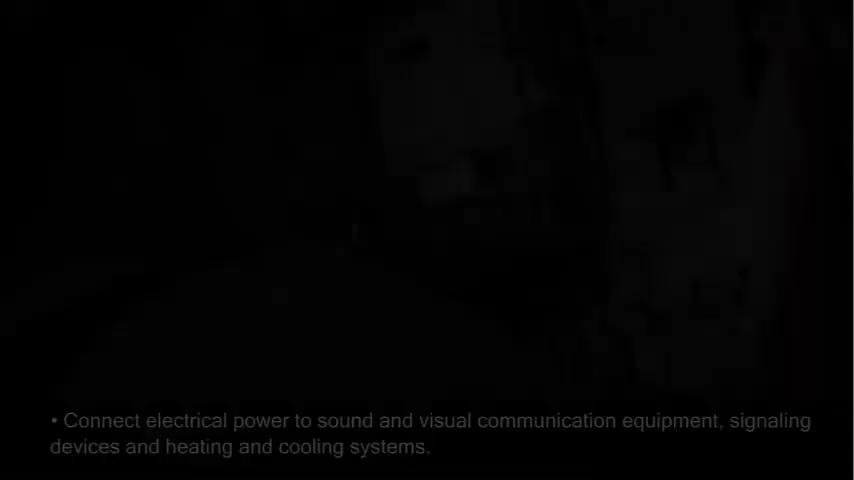 • Connect electrical power to sound and visual communication equipment, signaling
devices and heating and cooling systems.